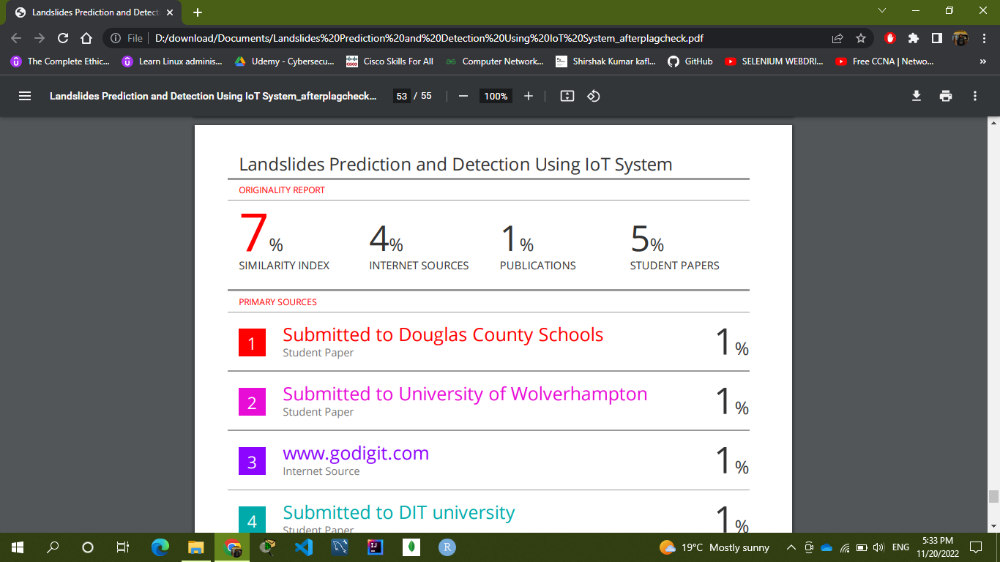 Landslides Prediction and Detect
File D:/download/Documents/Landslides%20Prediction%20and%20Detection%20Using%20IoT%20System_afterplagcheck.pdf
The Complete Ethic... Learn Linux adminis... Udemy - Cybersecu... Cisco Skills For All Computer Network... Shirshak Kumar kafl... GitHub SELENIUM WEBDRI... Free CCNA | Netwo... »
Landslides Prediction and Detection Using IoT System_afterplagcheck... 53 / 55 100%
Landslides Prediction and Detection Using IoT System
ORIGINALITY REPORT
7% 4% 1% 5%
SIMILARITY INDEX INTERNET SOURCES PUBLICATIONS STUDENT PAPERS
PRIMARY SOURCES
1 Submitted to Douglas County Schools 1%
Student Paper
2 Submitted to University of Wolverhampton 1%
Student Paper
3 www.godigit.com 1%
Internet Source
4 Submitted to DIT university 1%
Student Paper
19°C Mostly sunny ENG 5:33 PM
11/20/2022